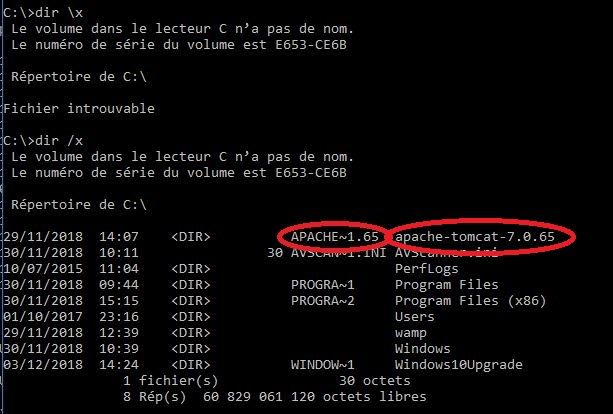 C:\>dir \x
Le volume dans le lecteur C n'a pas de nom.
Le numéro de série du volume est E653-CE6B
Répertoire de C:\
Fichier introuvable
C:\>dir /x
Le volume dans le lecteur C n'a pas de nom.
Le numéro de série du volume est E653-CE6B
Répertoire de C:\
29/11/2018 14:07 <DIR> APACHE~1.65 apache-tomcat-7.0.65
30/11/2018 10:11 30 AVSCAN~1.INI AvScanner.ini
10/07/2015 11:04 <DIR> PerfLogs
30/11/2018 09:44 <DIR> PROGRA~1 Program Files
30/11/2018 15:15 <DIR> PROGRA~2 Program Files (x86)
01/10/2017 23:16 <DIR> Users
29/11/2018 12:39 <DIR> wamp
30/11/2018 10:39 <DIR> Windows
03/12/2018 14:24 <DIR> WINDOW~1 Windows10Upgrade
1 fichier(s) 30 octets
8 Rép(s) 60 829 061 120 octets libres